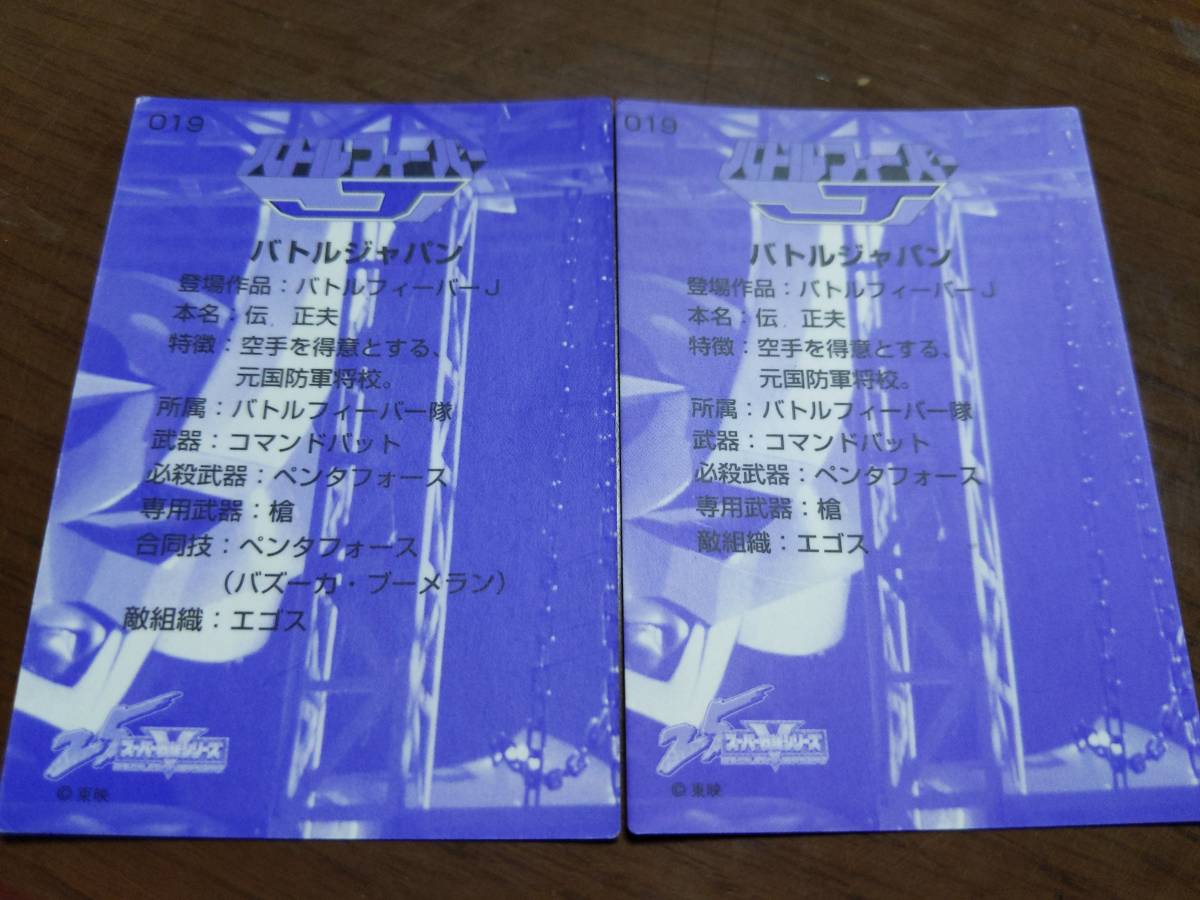 019
バトルフィーバー
J
バトルジャパン
登場作品：バトルフィーバーJ
本名：伝 正夫
特徴：空手を得意とする、
元国防軍将校。
所属：バトルフィーバー隊
武器：コマンドバット
必殺武器：ペンタフォース
専用武器：槍
合同技：ペンタフォース
（バズーカ・ブーメラン）
敵組織：エゴス
25 スーパー戦隊シリーズ
©東映
019
バトルフィーバー
J
バトルジャパン
登場作品：バトルフィーバーJ
本名：伝 正夫
特徴：空手を得意とする、
元国防軍将校。
所属：バトルフィーバー隊
武器：コマンドバット
必殺武器：ペンタフォース
専用武器：槍
敵組織：エゴス
25 スーパー戦隊シリーズ
©東映